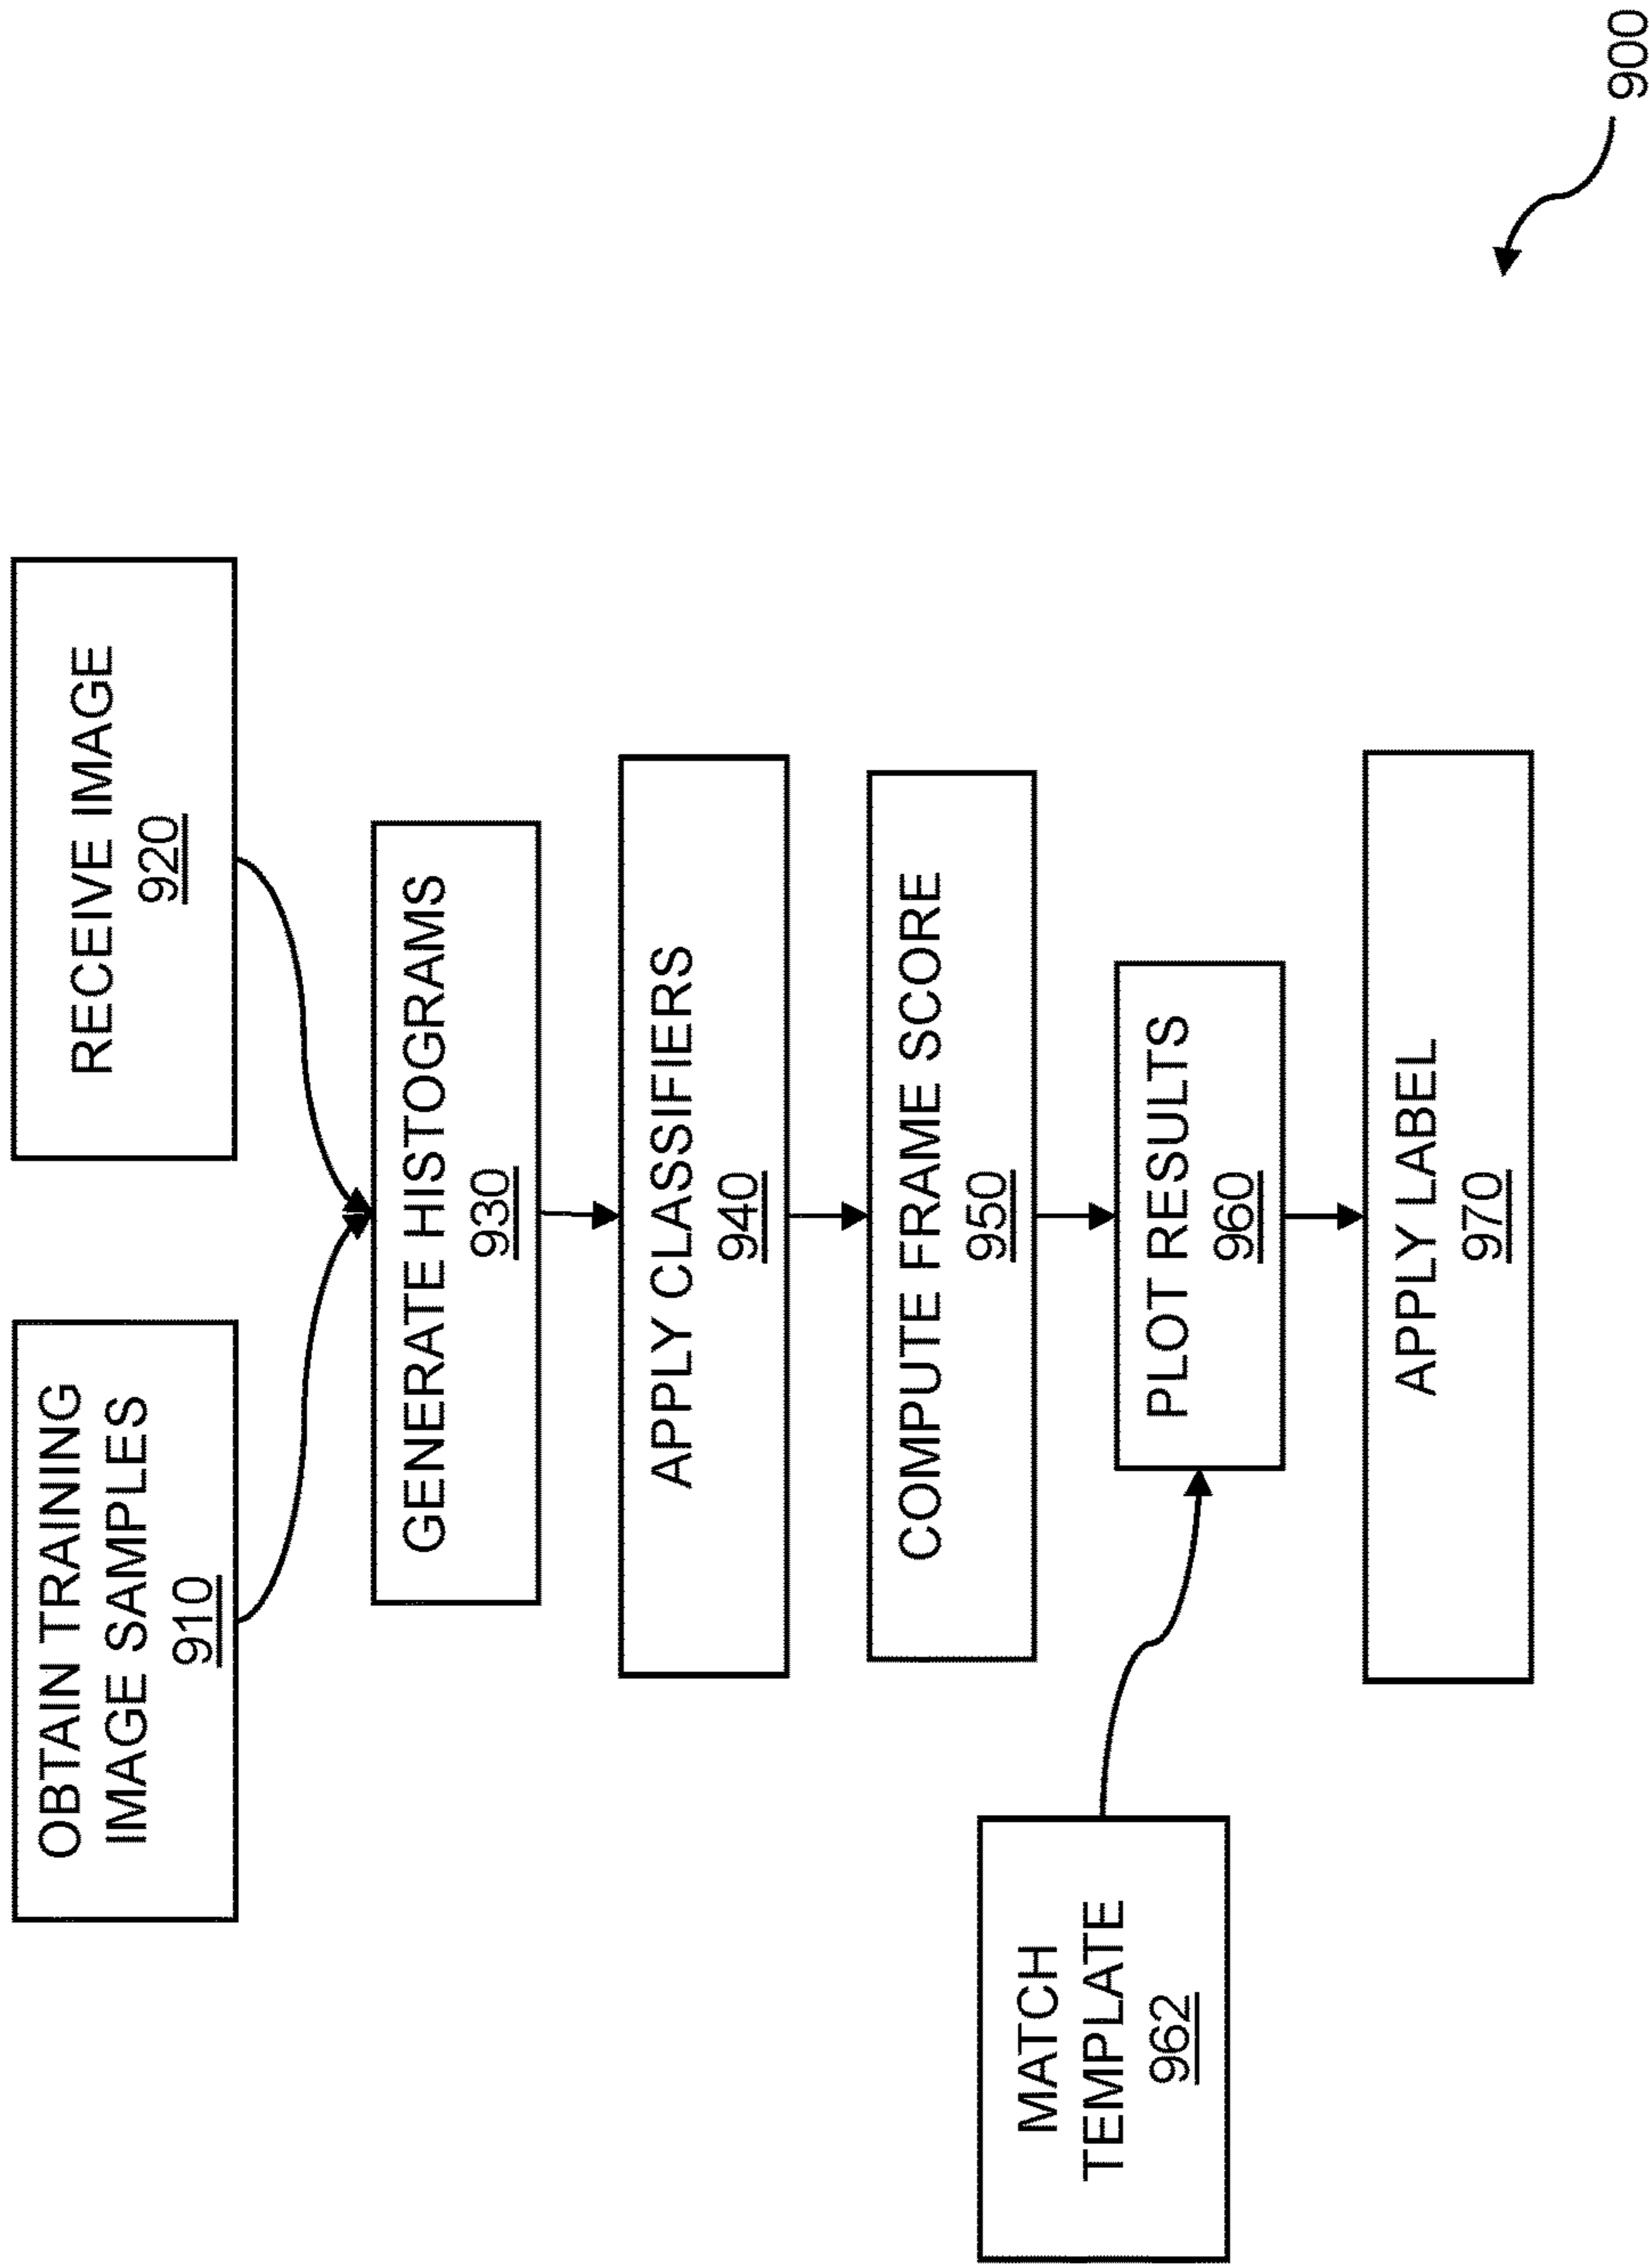 OBTAIN TRAINING
IMAGE SAMPLES
910
RECEIVE IMAGE
920
GENERATE HISTOGRAMS
930
APPLY CLASSIFIERS
940
COMPUTE FRAME SCORE
950
MATCH
TEMPLATE
962
PLOT RESULTS
960
APPLY LABEL
970
900